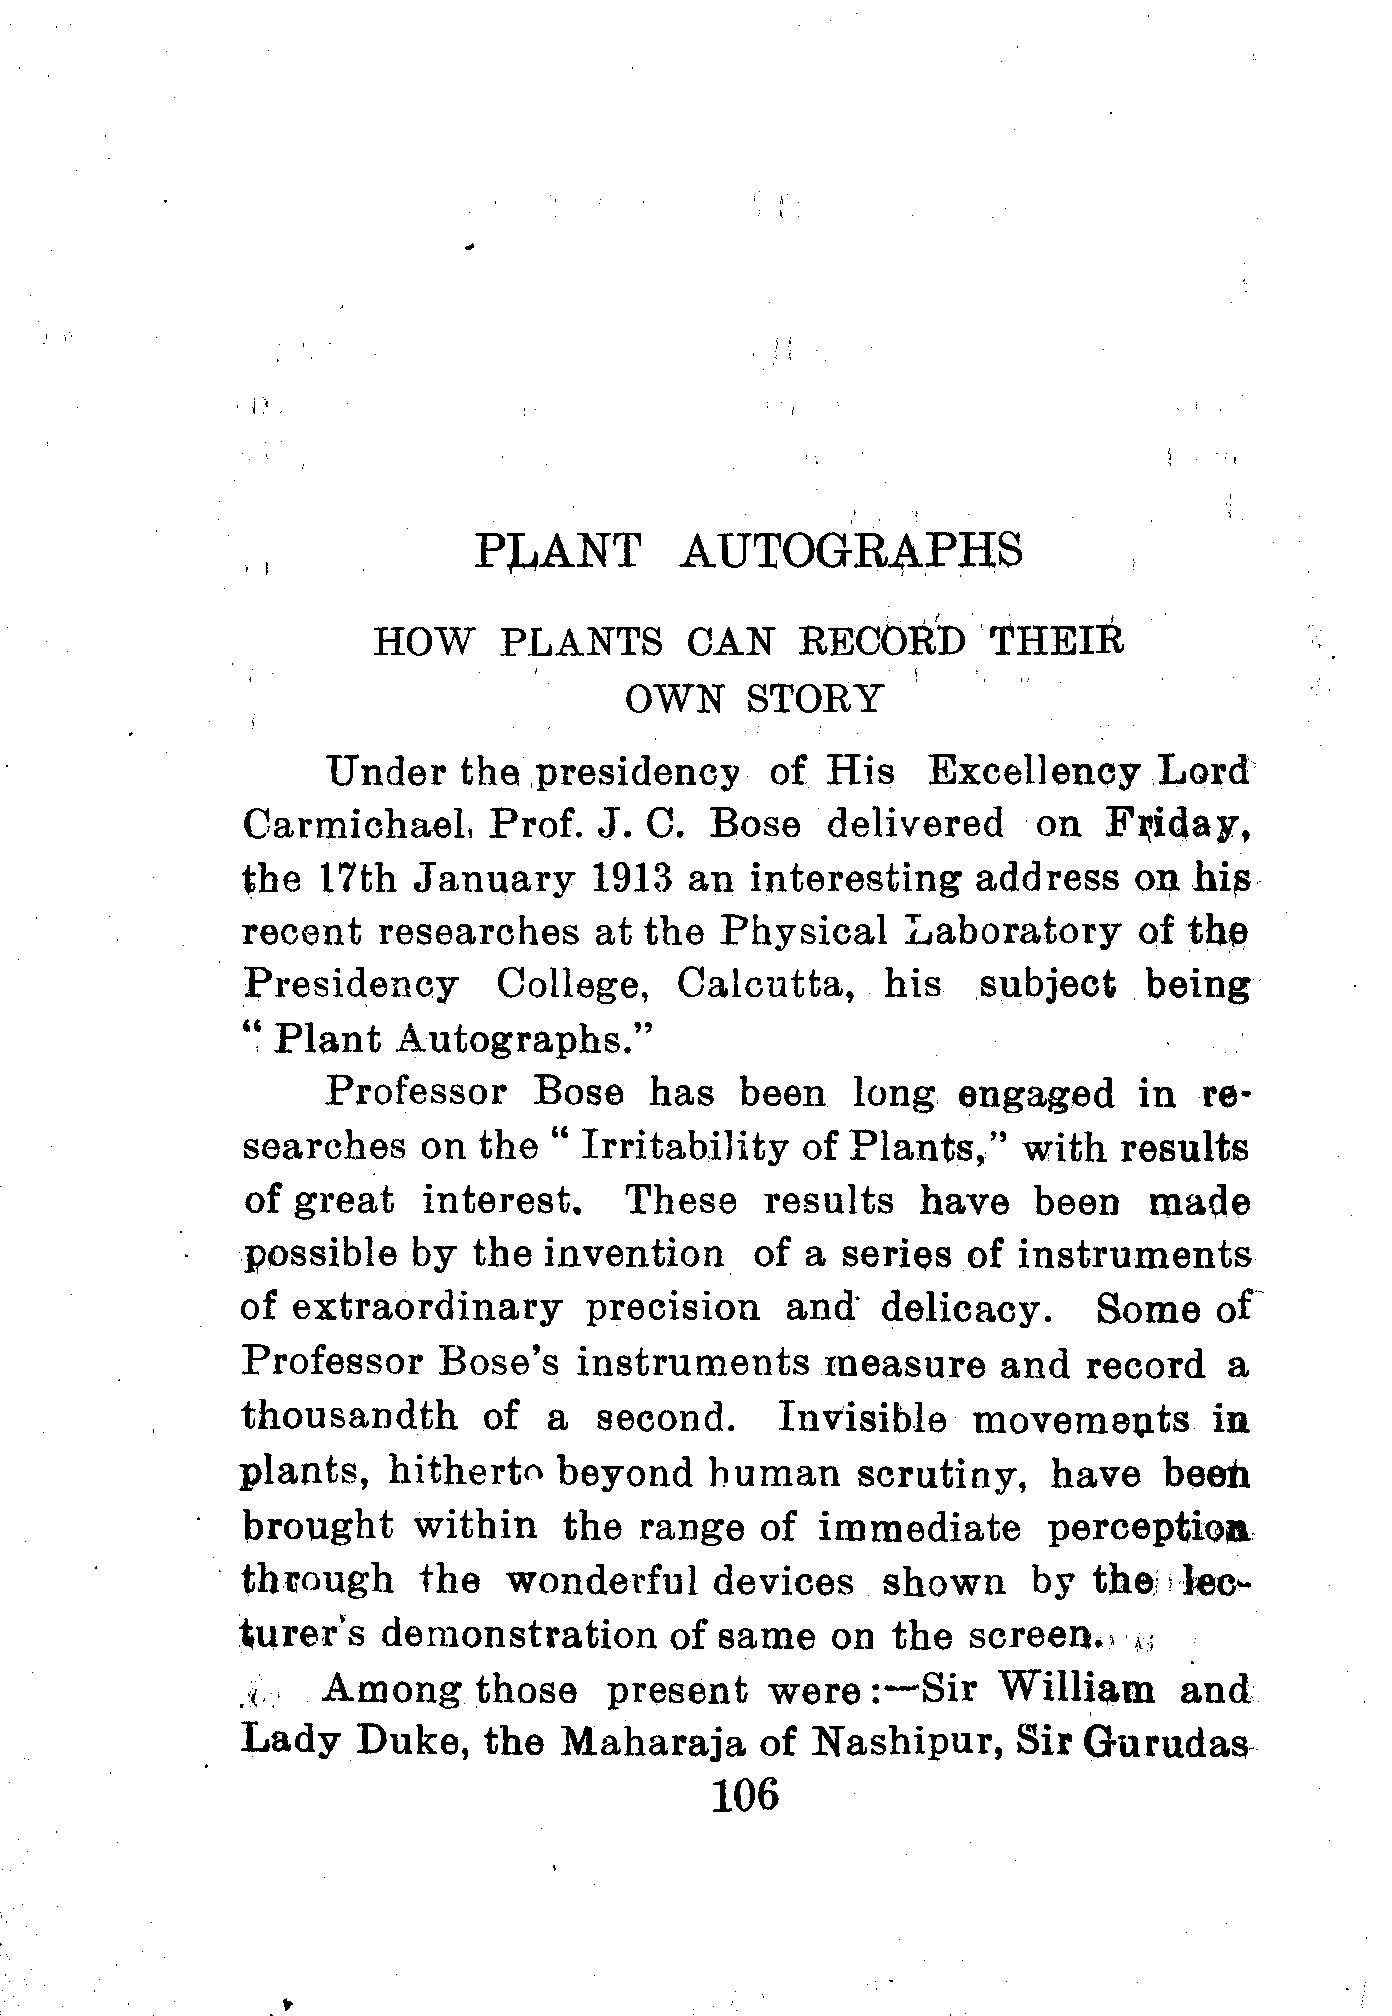 PLANT AUTOGRAPHS
HOW PLANTS CAN RECORD THEIR
OWN STORY
Under the presidency of His Excellency Lord
Carmichael, Prof. J. C. Bose delivered on Friday,
the 17th January 1913 an interesting address on his
recent researches at the Physical Laboratory of the
Presidency College, Calcutta, his subject being
“ Plant Autographs.”
Professor Bose has been long engaged in re-
searches on the “ Irritability of Plants,” with results
of great interest. These results have been made
possible by the invention of a series of instruments
of extraordinary precision and delicacy. Some of
Professor Bose's instruments measure and record a
thousandth of a second. Invisible movements in
plants, hitherto beyond human scrutiny, have been
brought within the range of immediate perception
through the wonderful devices shown by the lec-
turer's demonstration of same on the screen.
Among those present were :—Sir William and
Lady Duke, the Maharaja of Nashipur, Sir Gurudas
106